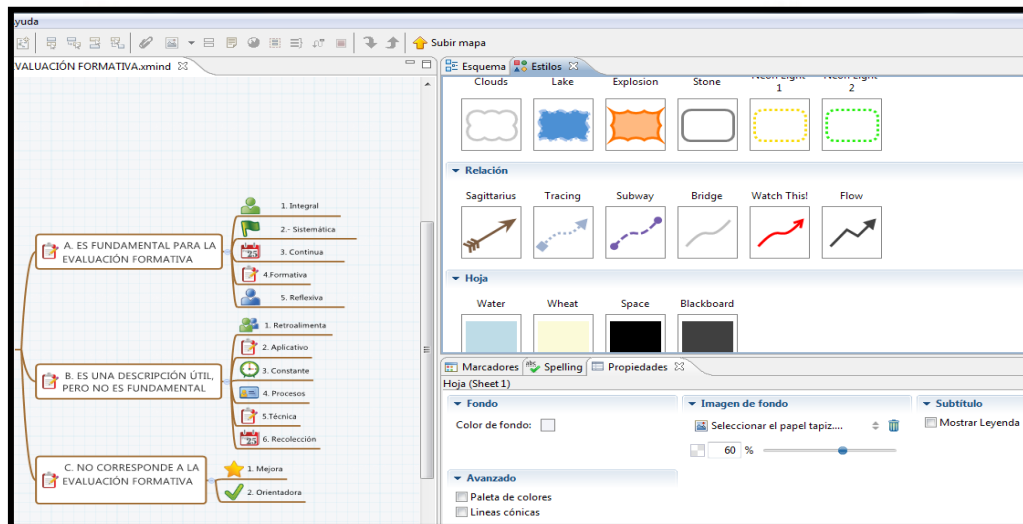 yuda
Subir mapa
VALUACIÓN FORMATIVA.xmind
A. ES FUNDAMENTAL PARA LA
EVALUACIÓN FORMATIVA
1. Integral
2.- Sistemática
3. Continua
4.Formativa
5. Reflexiva
B. ES UNA DESCRIPCIÓN ÚTIL,
PERO NO ES FUNDAMENTAL
1. Retroalimenta
2. Aplicativo
3. Constante
4. Procesos
5.Técnica
6. Recolección
C. NO CORRESPONDE A LA
EVALUACIÓN FORMATIVA
1. Mejora
2. Orientadora
Esquema Estilos
Clouds Lake Explosion Stone Neon Light 1 Neon Light 2
Relación
Sagittarius Tracing Subway Bridge Watch This! Flow
Hoja
Water Wheat Space Blackboard
Marcadores Spelling Propiedades
Hoja (Sheet 1)
Fondo
Color de fondo:
Imagen de fondo
Seleccionar el papel tapiz....
60 %
Subtítulo
Mostrar Leyenda
Avanzado
Paleta de colores
Lineas cónicas